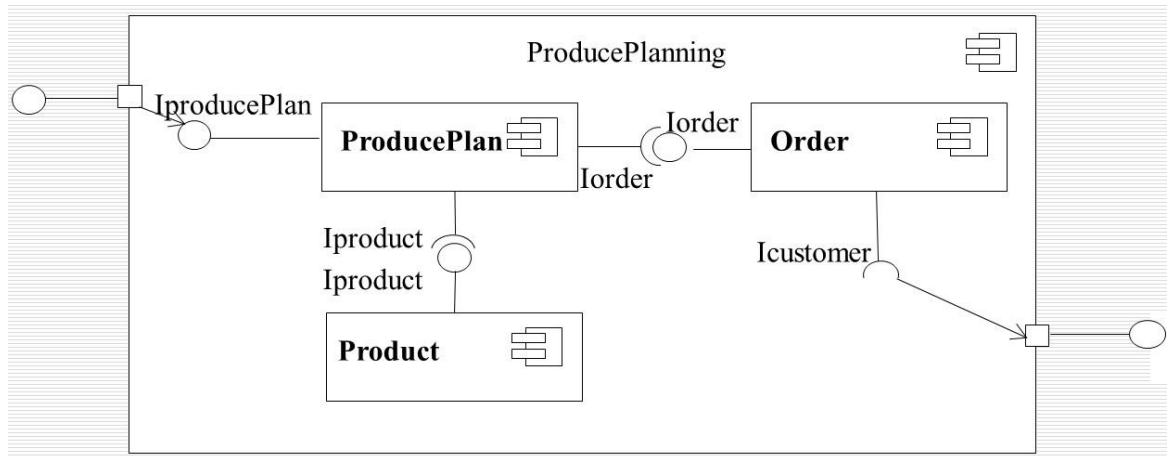 ProducePlanning
IproducePlan
ProducePlan
Iorder
Iorder
Order
Iproduct
Iproduct
Icustomer
Product